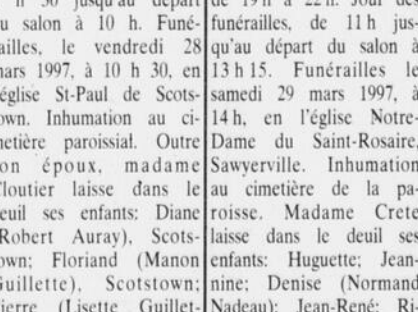 h 30 jusqu'au départ
du salon à 10 h. Funé-
railles, le vendredi 28
mars 1997, à 10 h 30, en
l'église St-Paul de Scots-
town. Inhumation au ci-
metière paroissial. Outre
son époux, madame
Cloutier laisse dans le
deuil ses enfants: Diane
(Robert Auray), Scots-
town; Floriand (Manon
Guillette), Scotstown;
Pierre (Lisette Guillet-
de 19 h à 22 h. Jour des
funérailles, de 11 h jus-
qu'au départ du salon à
13 h 15. Funérailles le
samedi 29 mars 1997, à
14 h, en l'église Notre-
Dame du Saint-Rosaire,
Sawyerville. Inhumation
au cimetière de la pa-
roisse. Madame Crete
laisse dans le deuil ses
enfants: Huguette; Jean-
nine; Denise (Normand
Nadeau); Jean-René; Ri-